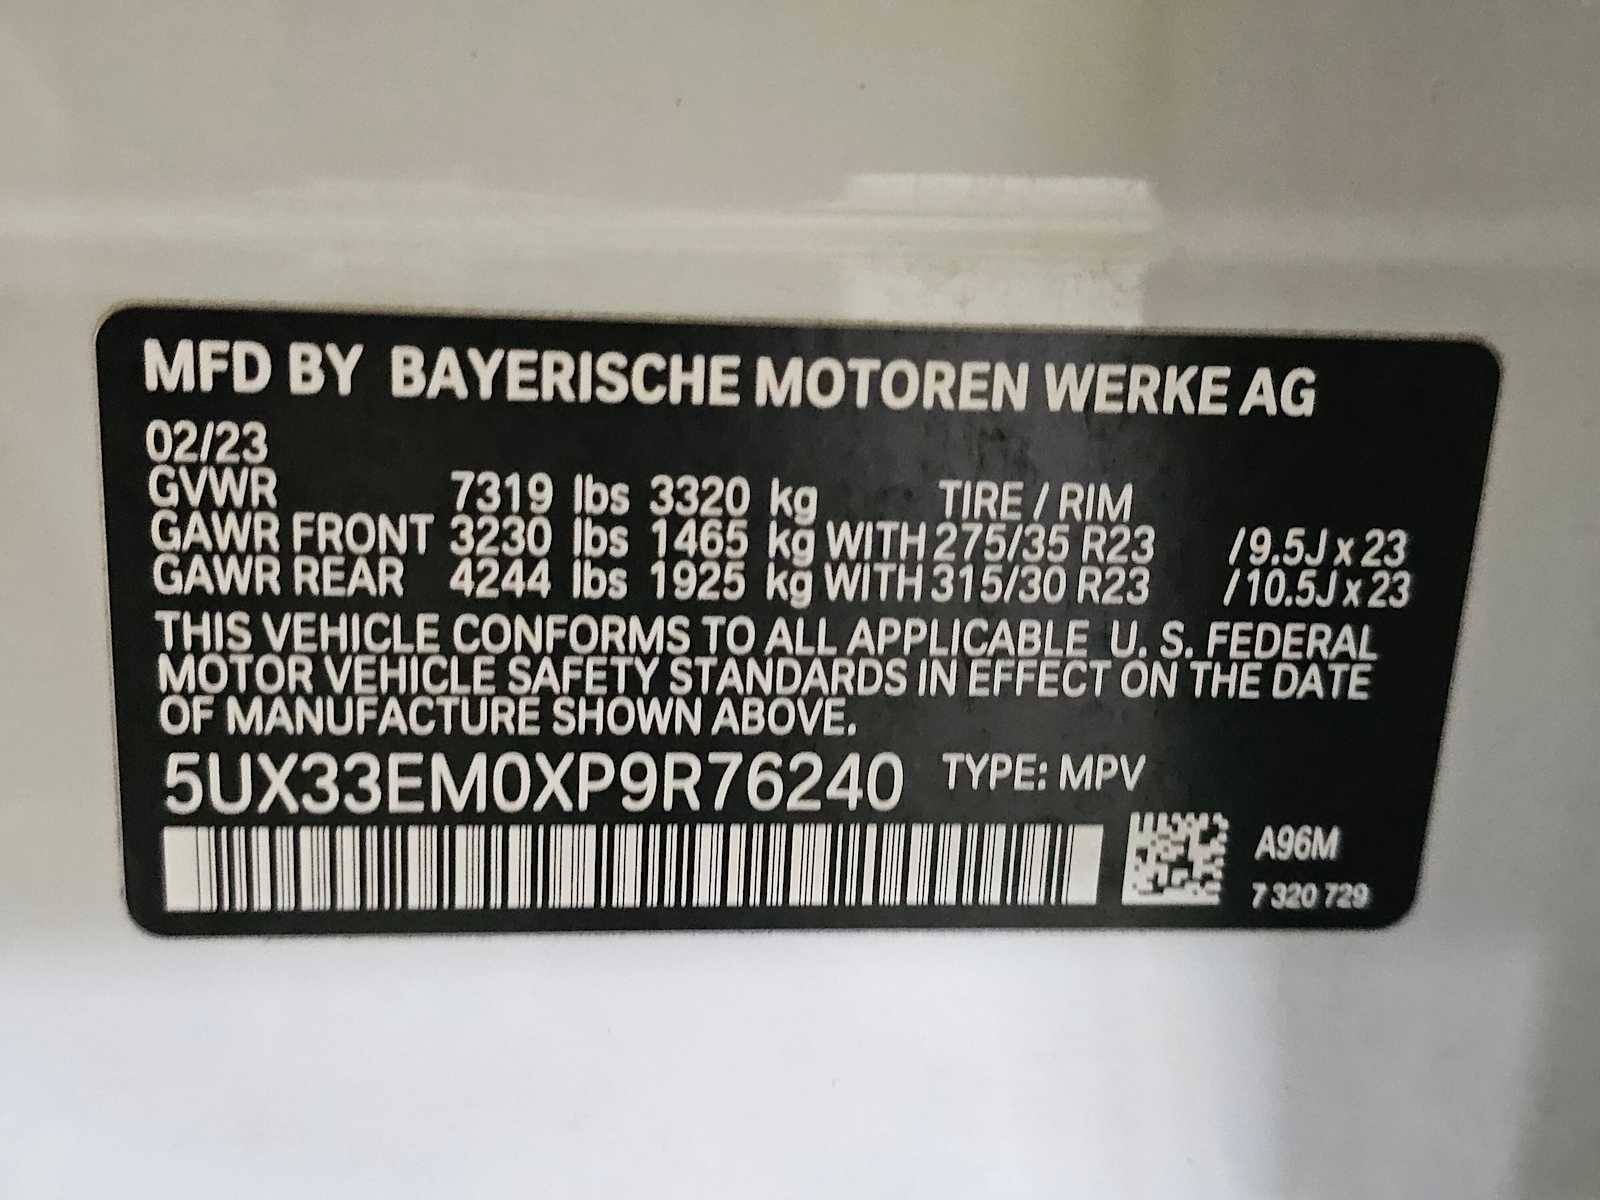 MFD BY BAYERISCHE MOTOREN WERKE AG
02/23
GVWR 7319 lbs 3320 kg TIRE / RIM
GAWR FRONT 3230 lbs 1465 kg WITH 275/35 R23 /9.5J x 23
GAWR REAR 4244 lbs 1925 kg WITH 315/30 R23 /10.5J x 23
THIS VEHICLE CONFORMS TO ALL APPLICABLE U. S. FEDERAL
MOTOR VEHICLE SAFETY STANDARDS IN EFFECT ON THE DATE
OF MANUFACTURE SHOWN ABOVE.
5UX33EM0XP9R76240 TYPE: MPV
A96M
7 320 729